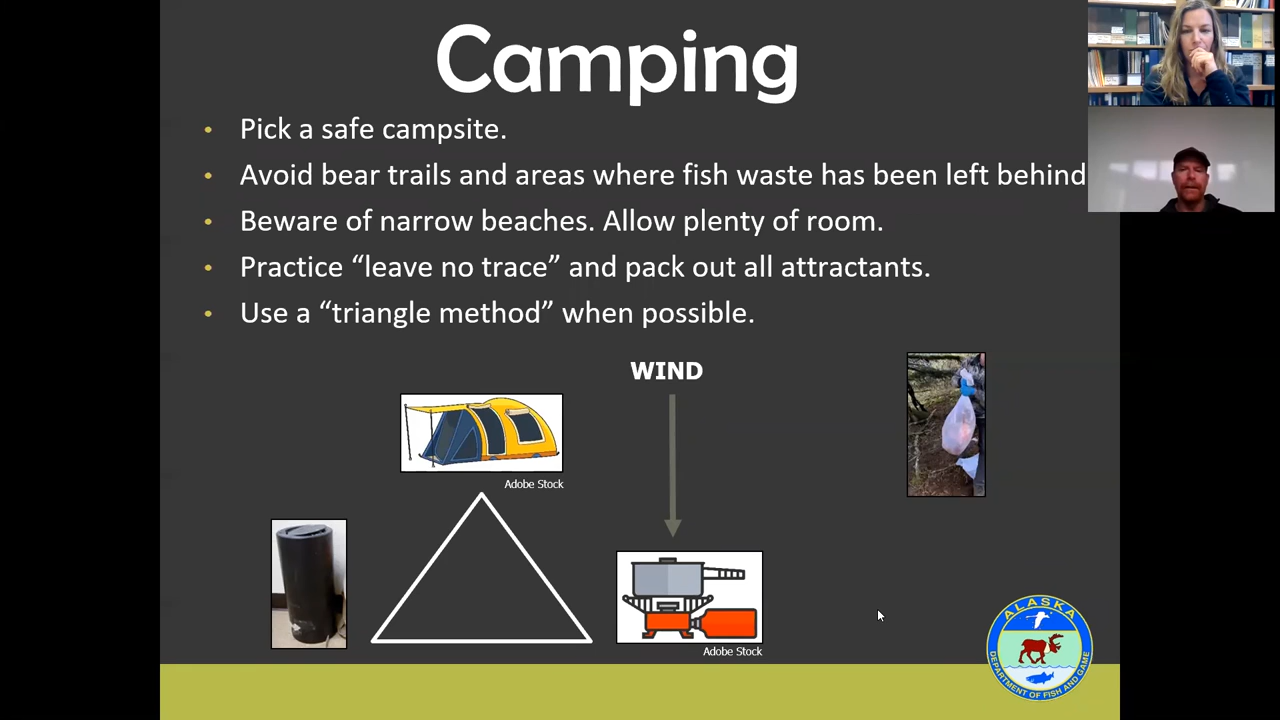 Camping
• Pick a safe campsite.
• Avoid bear trails and areas where fish waste has been left behind
• Beware of narrow beaches. Allow plenty of room.
• Practice “leave no trace” and pack out all attractants.
• Use a “triangle method” when possible.
WIND
Adobe Stock
Adobe Stock
ALASKA
DEPARTMENT OF FISH AND GAME